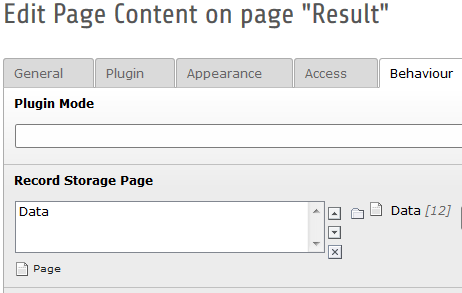 Edit Page Content on page "Result"
General Plugin Appearance Access Behaviour
Plugin Mode
Record Storage Page
Data Data [12]
Page